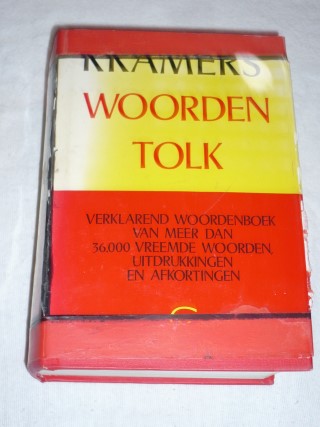 KRAMERS
WOORDEN
TOLK
VERKLAREND WOORDENBOEK
VAN MEER DAN
36.000 VREEMDE WOORDEN,
UITDRUKKINGEN
EN AFKORTINGEN